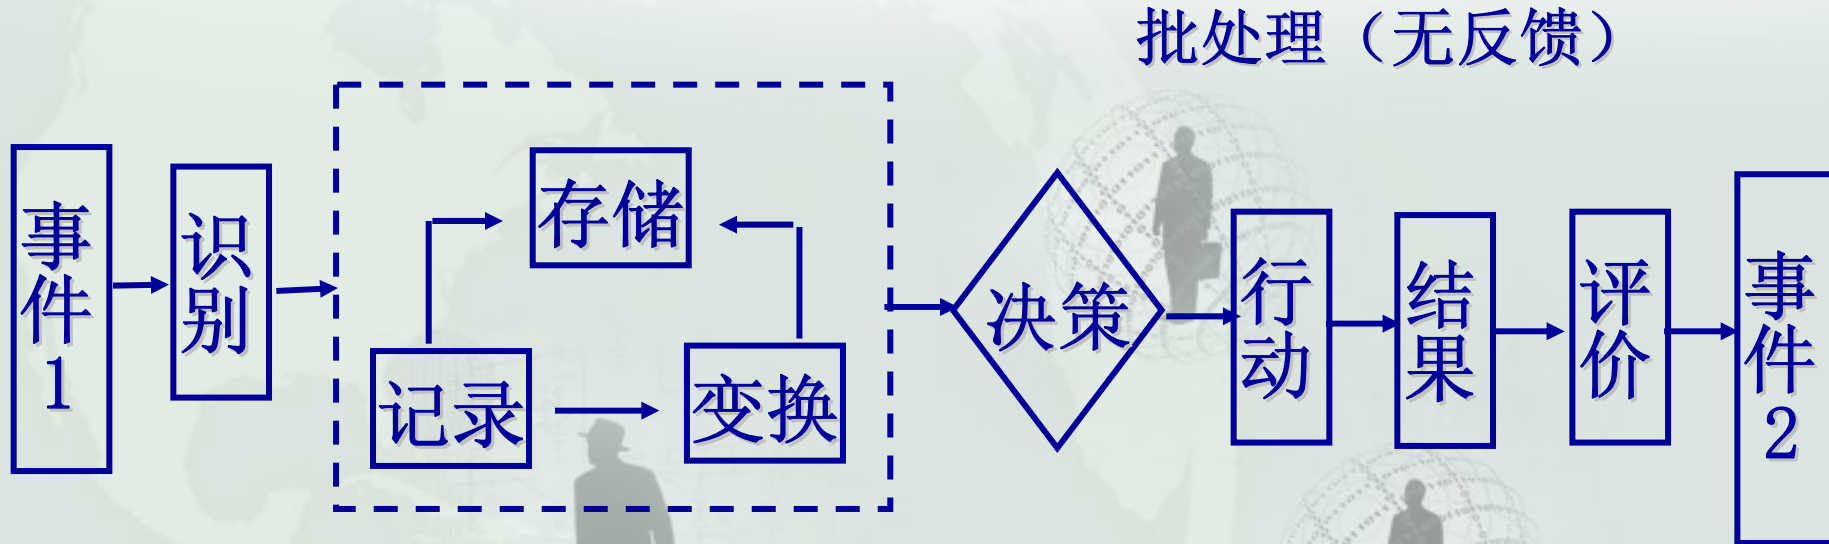 批处理（无反馈）
事件1
识别
存储
记录
变换
决策
行动
结果
评价
事件2